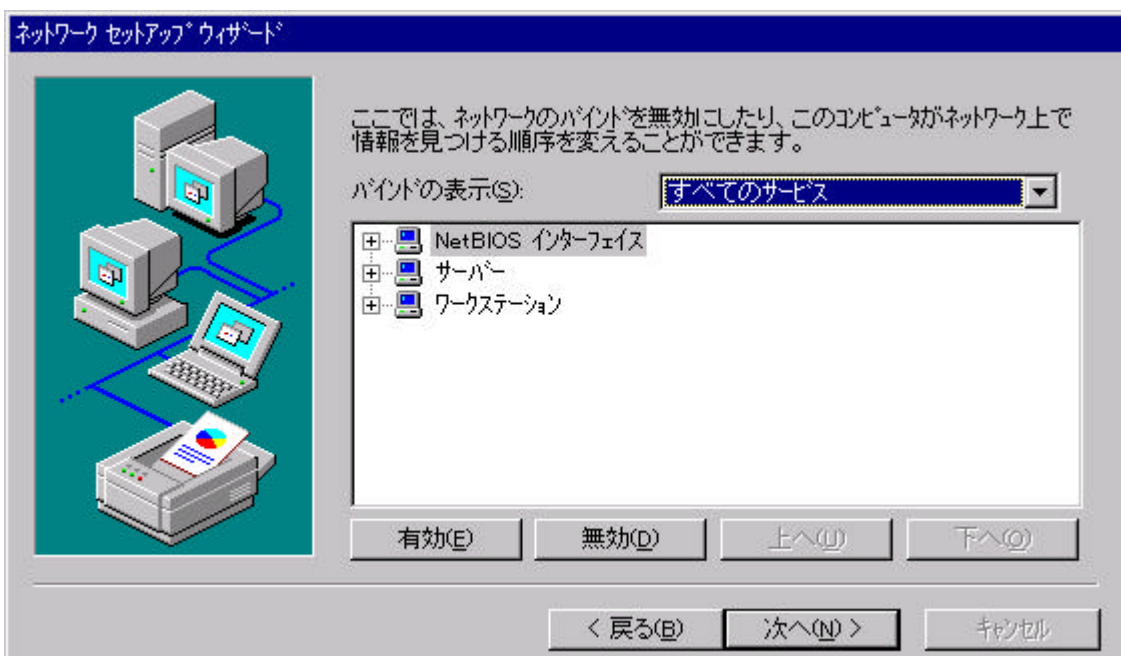 ネットワーク セットアップ ウィザード
ここでは、ネットワークのバインドを無効にしたり、このコンピュータがネットワーク上で
情報を見つける順序を変えることができます。
バインドの表示(S): すべてのサービス
NetBIOS インターフェイス
サーバー
ワークステーション
有効(E) 無効(D) 上へ(U) 下へ(O)
< 戻る(B) 次へ(N) > キャンセル